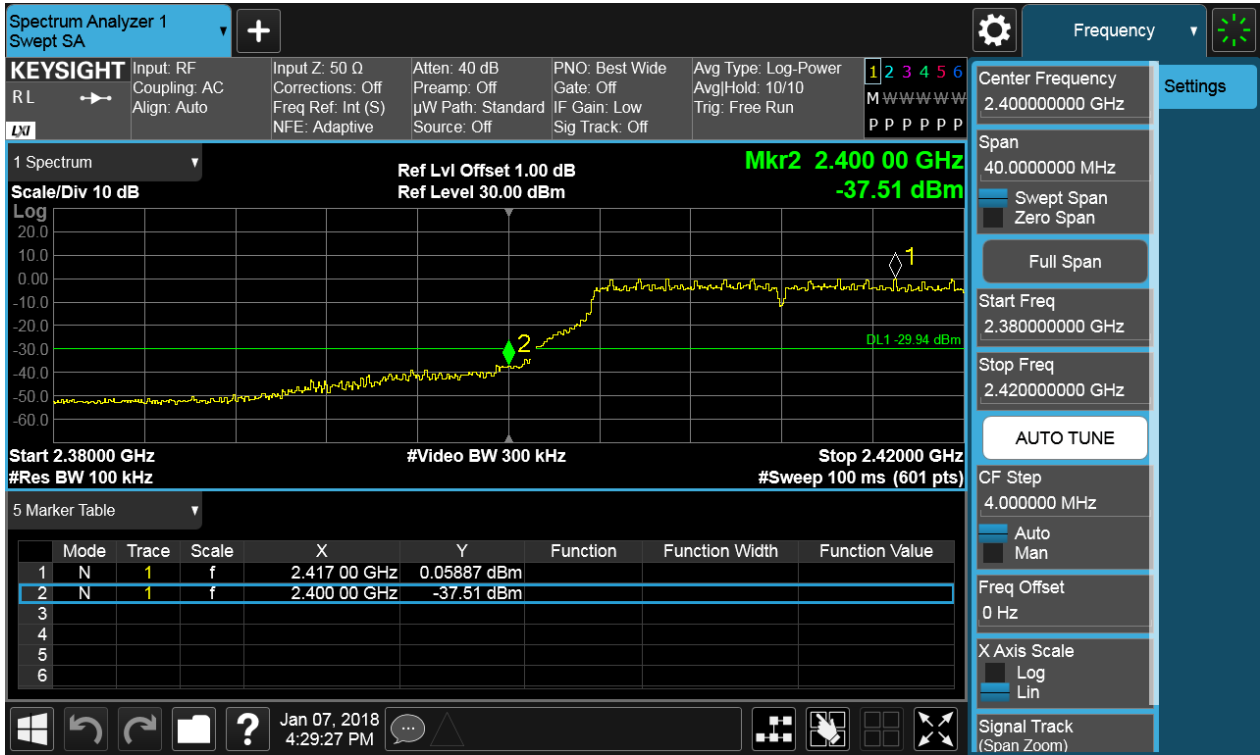 Spectrum Analyzer 1
Swept SA
+
Frequency
KEYSIGHT
R L
LXI
Input: RF
Coupling: AC
Align: Auto
Input Z: 50 Ω
Corrections: Off
Freq Ref: Int (S)
NFE: Adaptive
Atten: 40 dB
Preamp: Off
µW Path: Standard
Source: Off
PNO: Best Wide
Gate: Off
IF Gain: Low
Sig Track: Off
Avg Type: Log-Power
Avg|Hold: 10/10
Trig: Free Run
1 2 3 4 5 6
M W W W W W
P P P P P P
1 Spectrum
Scale/Div 10 dB
Log
Ref Lvl Offset 1.00 dB
Ref Level 30.00 dBm
Mkr2 2.400 00 GHz
-37.51 dBm
20.0
10.0
0.00
-10.0
-20.0
-30.0
-40.0
-50.0
-60.0
1
2
DL1 -29.94 dBm
Start 2.38000 GHz
#Res BW 100 kHz
#Video BW 300 kHz
Stop 2.42000 GHz
#Sweep 100 ms (601 pts)
5 Marker Table
Mode Trace Scale X Y Function Function Width Function Value
1 N 1 f 2.417 00 GHz 0.05887 dBm
2 N 1 f 2.400 00 GHz -37.51 dBm
3
4
5
6
Center Frequency
2.400000000 GHz
Span
40.0000000 MHz
Swept Span
Zero Span
Full Span
Start Freq
2.380000000 GHz
Stop Freq
2.420000000 GHz
AUTO TUNE
CF Step
4.000000 MHz
Auto
Man
Freq Offset
0 Hz
X Axis Scale
Log
Lin
Signal Track
(Span Zoom)
Settings
?
Jan 07, 2018
4:29:27 PM